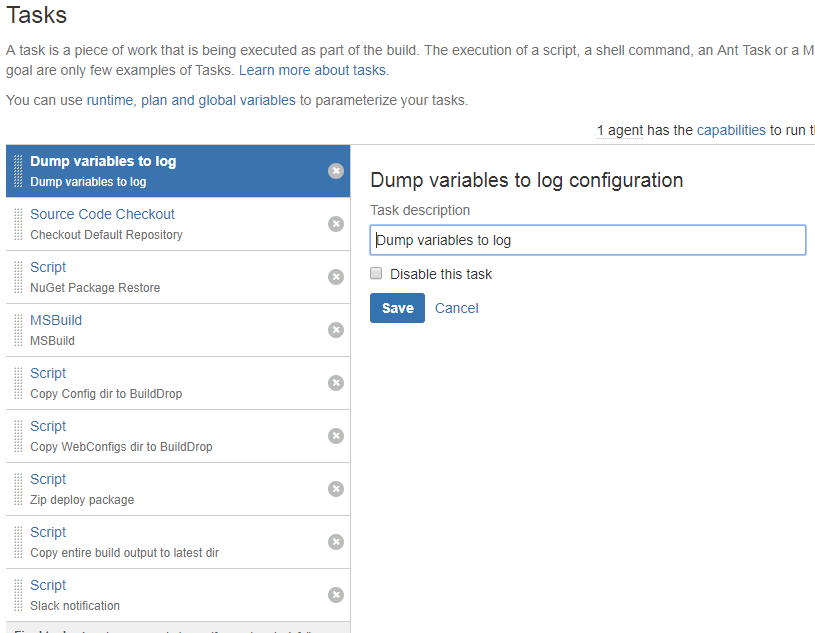 Tasks
A task is a piece of work that is being executed as part of the build. The execution of a script, a shell command, an Ant Task or a M
goal are only few examples of Tasks. Learn more about tasks.
You can use runtime, plan and global variables to parameterize your tasks.
1 agent has the capabilities to run
Dump variables to log
Dump variables to log
Source Code Checkout
Checkout Default Repository
Script
NuGet Package Restore
MSBuild
MSBuild
Script
Copy Config dir to BuildDrop
Script
Copy WebConfigs dir to BuildDrop
Script
Zip deploy package
Script
Copy entire build output to latest dir
Script
Slack notification
Dump variables to log configuration
Task description
Dump variables to log
Disable this task
Save Cancel